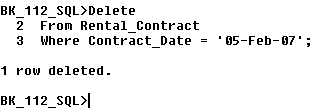 BK_112_SQL>Delete
2 From Rental_Contract
3 Where Contract_Date = '05-Feb-07';
1 row deleted.
BK_112_SQL>